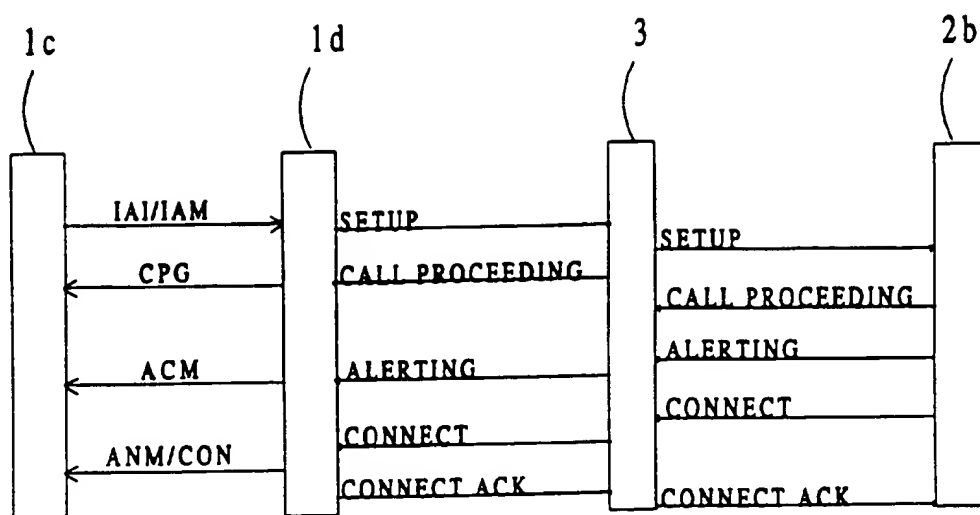 1c
1d
3
2b
IAI/IAM
SETUP
SETUP
CPG
CALL PROCEEDING
CALL PROCEEDING
ALERTING
ACM
ALERTING
CONNECT
CONNECT
ANM/CON
CONNECT ACK
CONNECT ACK